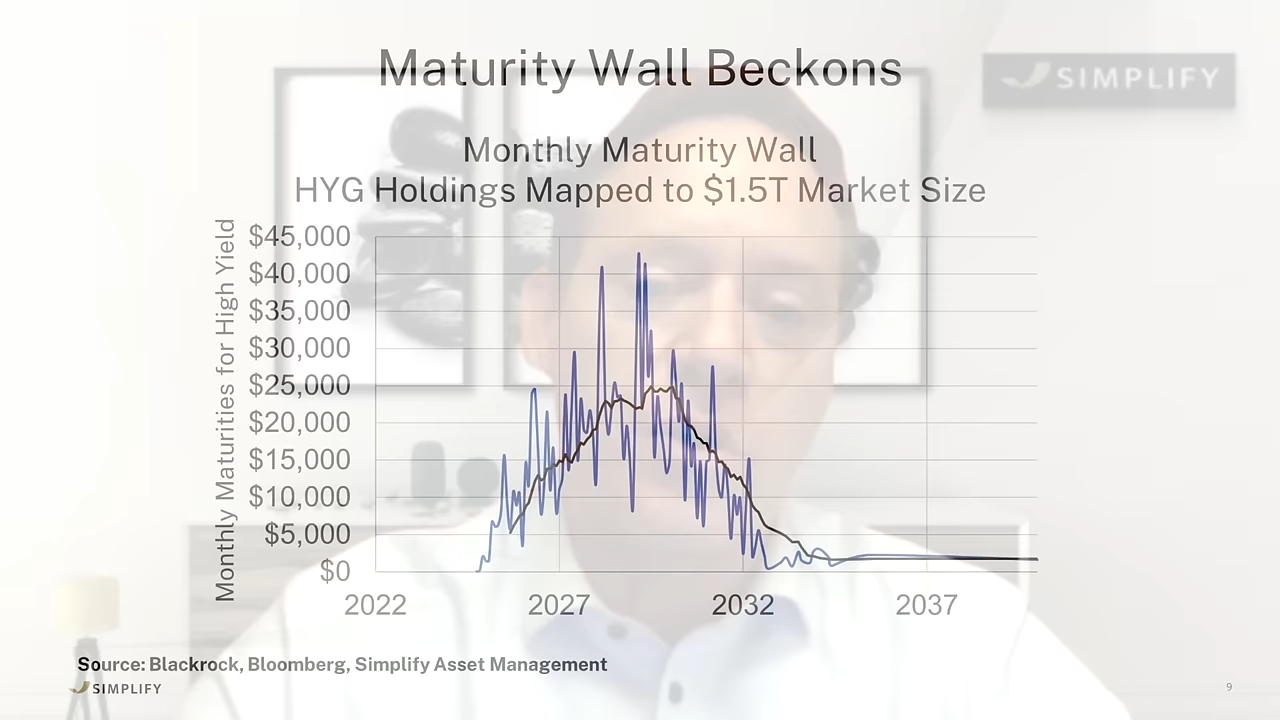 Maturity Wall Beckons
SIMPLIFY
Monthly Maturity Wall
HYG Holdings Mapped to $1.5T Market Size
Monthly Maturities for High Yield
$45,000
$40,000
$35,000
$30,000
$25,000
$20,000
$15,000
$10,000
$5,000
$0
2022 2027 2032 2037
Source: Blackrock, Bloomberg, Simplify Asset Management
SIMPLIFY
9